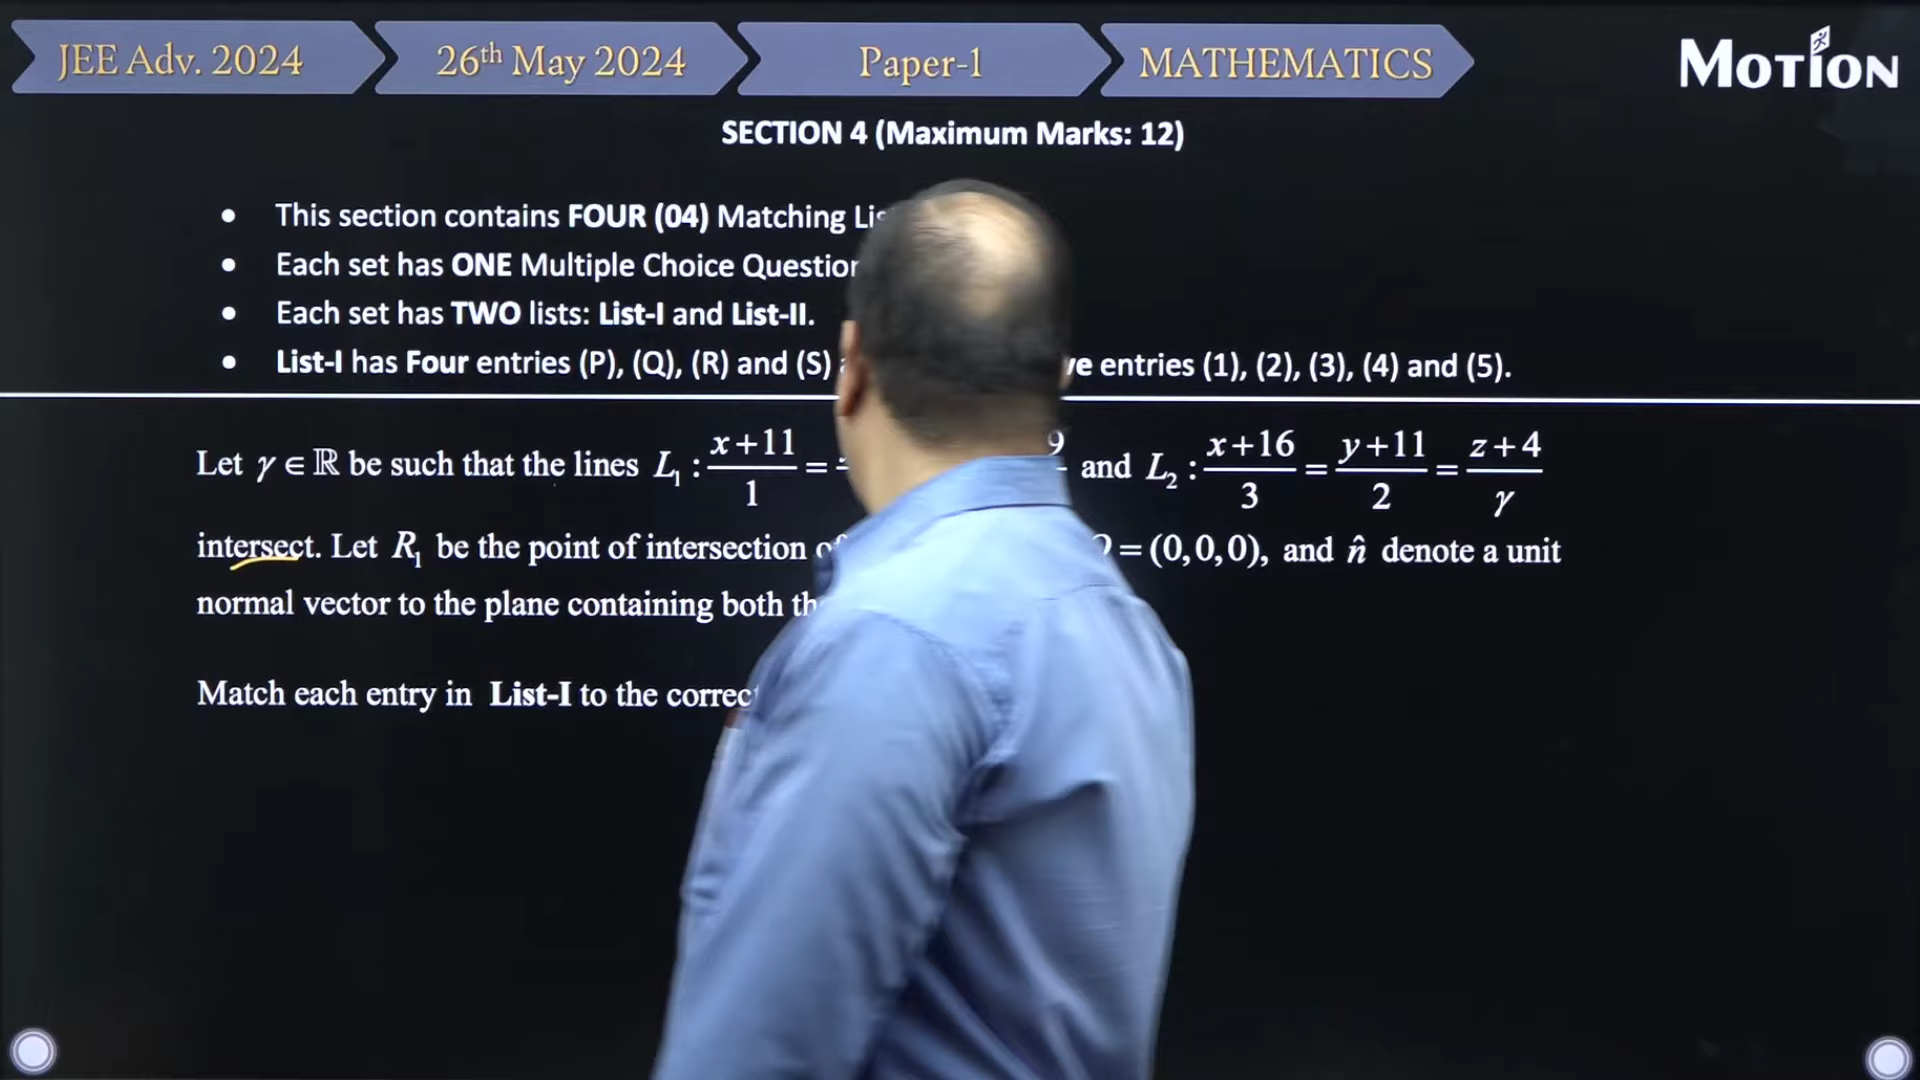 JEE Adv. 2024 26th May 2024 Paper-1 MATHEMATICS MOTION
SECTION 4 (Maximum Marks: 12)
• This section contains FOUR (04) Matching
• Each set has ONE Multiple Choice
• Each set has TWO lists: List-I and List-II.
• List-I has Four entries (P), (Q), (R) and (S) entries (1), (2), (3), (4) and (5).
Let γ ∈ ℝ be such that the lines L₁ : (x+11)/1 = 9 and L₂ : (x+16)/3 = (y+11)/2 = (z+4)/γ
intersect. Let R₁ be the point of intersection = (0,0,0), and n̂ denote a unit
normal vector to the plane containing both
Match each entry in List-I to the